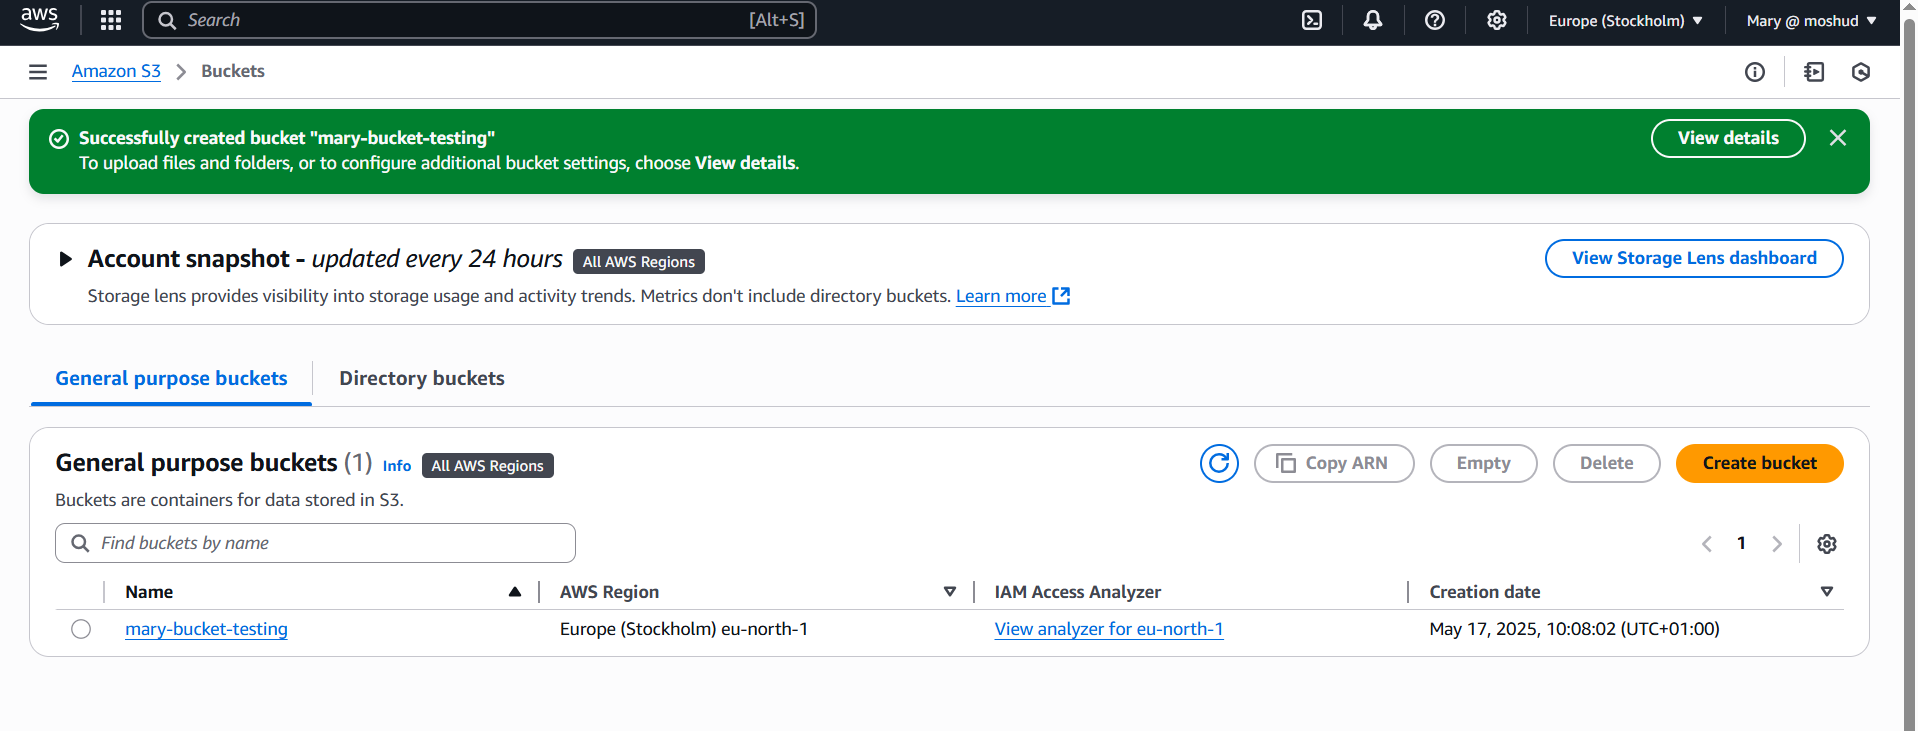 aws
Search [Alt+S]
Europe (Stockholm)
Mary @ moshud
Amazon S3 > Buckets
Successfully created bucket "mary-bucket-testing"
To upload files and folders, or to configure additional bucket settings, choose View details.
View details
Account snapshot - updated every 24 hours All AWS Regions
View Storage Lens dashboard
Storage lens provides visibility into storage usage and activity trends. Metrics don't include directory buckets. Learn more
General purpose buckets
Directory buckets
General purpose buckets (1) Info All AWS Regions
Copy ARN
Empty
Delete
Create bucket
Buckets are containers for data stored in S3.
Find buckets by name
1
Name AWS Region IAM Access Analyzer Creation date
mary-bucket-testing Europe (Stockholm) eu-north-1 View analyzer for eu-north-1 May 17, 2025, 10:08:02 (UTC+01:00)